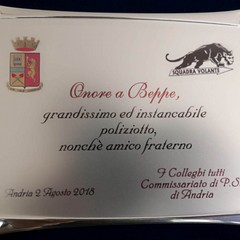 SQUADRA VOLANTE
Onore a Beppe,
grandissimo ed instancabile
poliziotto,
nonchè amico fraterno
I Colleghi tutti
Commissariato di P.S.
di Andria
Andria 2 Agosto 2018